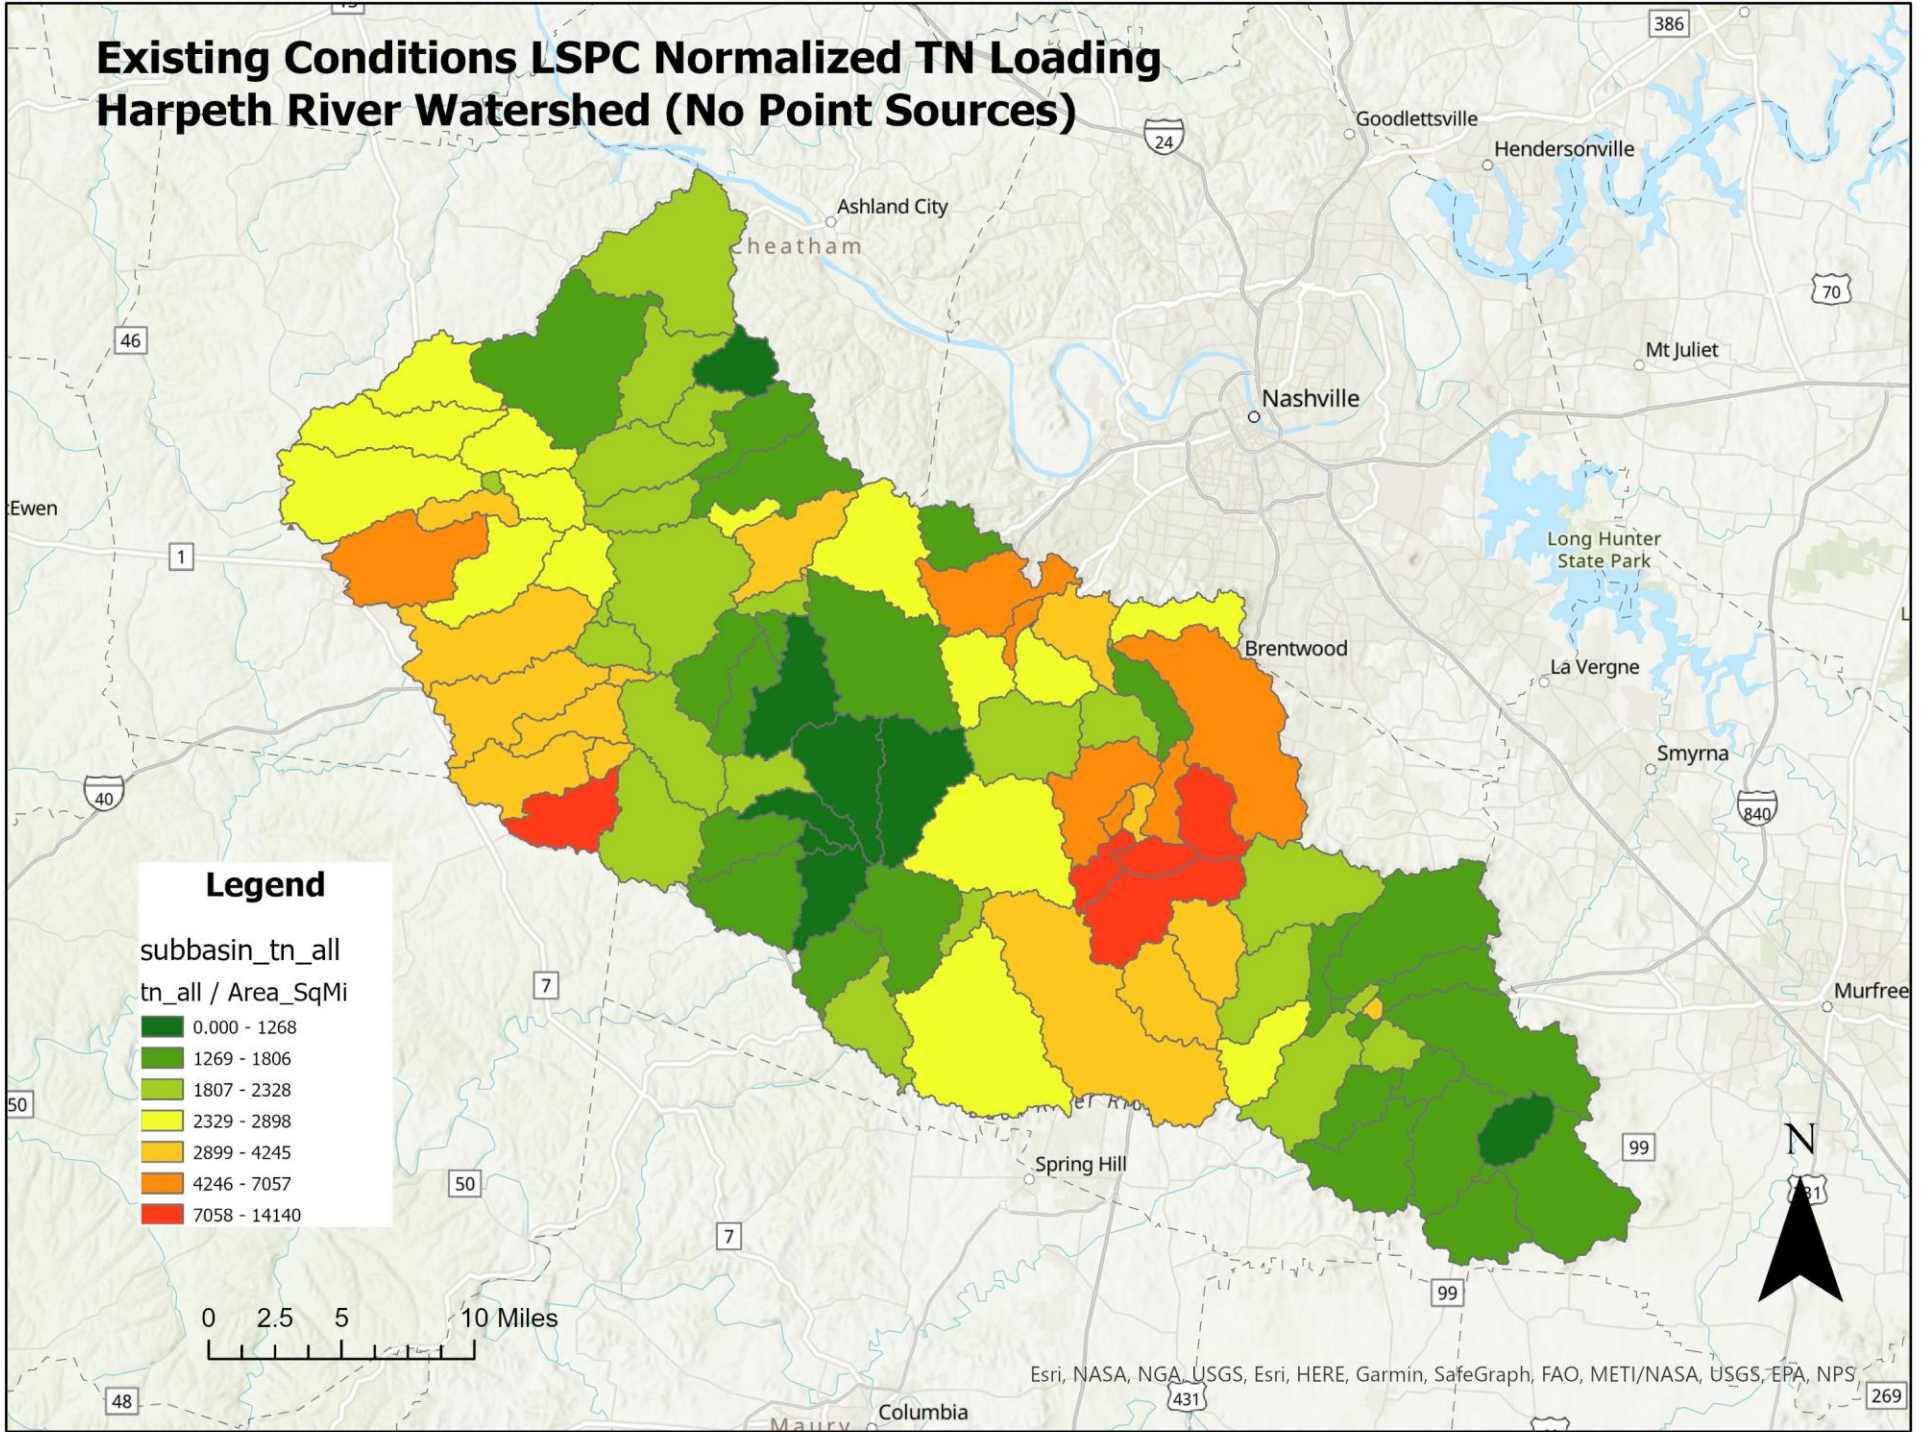 Existing Conditions LSPC Normalized TN Loading
Harpeth River Watershed (No Point Sources)
386
24
Goodlettsville
Hendersonville
Ashland City
Cheatham
70
46
Mt Juliet
Nashville
1
Long Hunter
State Park
Brentwood
La Vergne
Smyrna
40
840
Legend
subbasin_tn_all
tn_all / Area_SqMi
0.000 - 1268
1269 - 1806
1807 - 2328
2329 - 2898
2899 - 4245
4246 - 7057
7058 - 14140
7
Murfree
50
99
N
Spring Hill
50
7
99
0 2.5 5 10 Miles
Esri, NASA, NGA, USGS, Esri, HERE, Garmin, SafeGraph, FAO, METI/NASA, USGS, EPA, NPS
48
431
269
Columbia
Maury